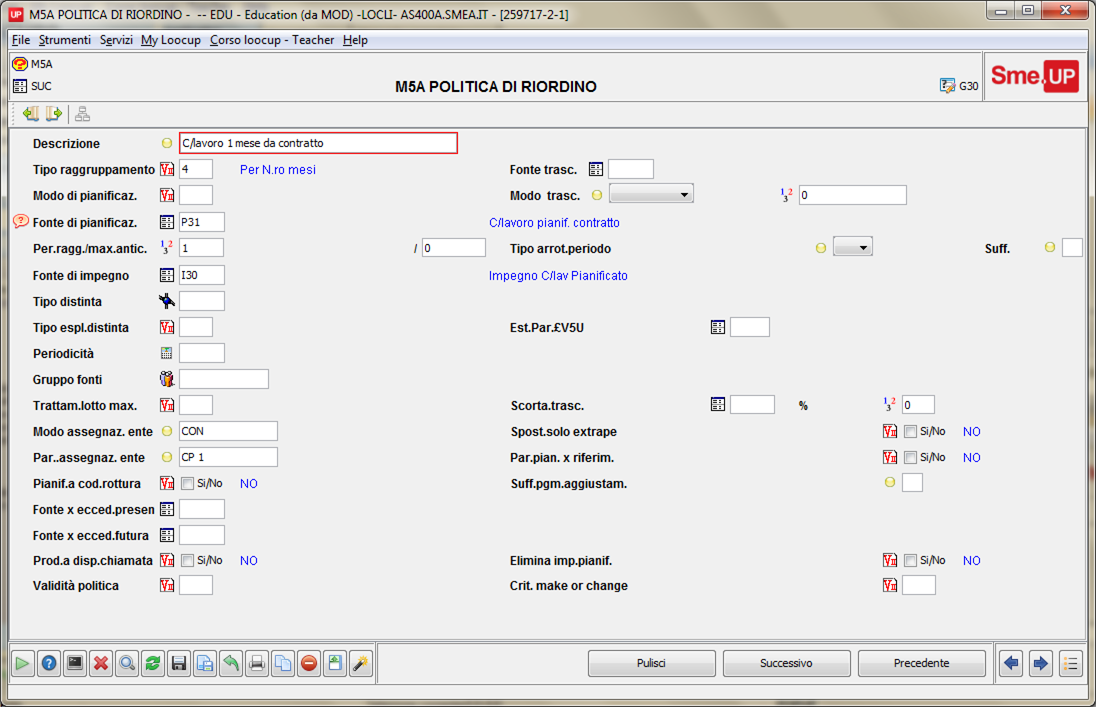 UP M5A POLITICA DI RIORDINO - -- EDU - Education (da MOD) -LOCLI- AS400A.SMEA.IT - [259717-2-1]
File Strumenti Servizi My Loocup Corso loocup - Teacher Help
M5A
SUC
M5A POLITICA DI RIORDINO
G30
Sme.UP
Descrizione C/lavoro 1 mese da contratto
Tipo raggruppamento 4 Per N.ro mesi Fonte trasc.
Modo di pianificaz. Modo trasc. 0
Fonte di pianificaz. P31 C/lavoro pianif. contratto
Per.ragg./max.antic. 1 / 0 Tipo arrot.periodo Suff.
Fonte di impegno I30 Impegno C/lav Pianificato
Tipo distinta
Tipo espl.distinta Est.Par.£V5U
Periodicità
Gruppo fonti
Trattam.lotto max. Scorta.trasc. % 0
Modo assegnaz. ente CON Spost.solo extrape Si/No NO
Par..assegnaz. ente CP 1 Par.pian. x riferim. Si/No NO
Pianif.a cod.rottura Si/No NO Suff.pgm.aggiustam.
Fonte x ecced.presen
Fonte x ecced.futura
Prod.a disp.chiamata Si/No NO Elimina imp.pianif. Si/No NO
Validità politica Crit. make or change
Pulisci Successivo Precedente